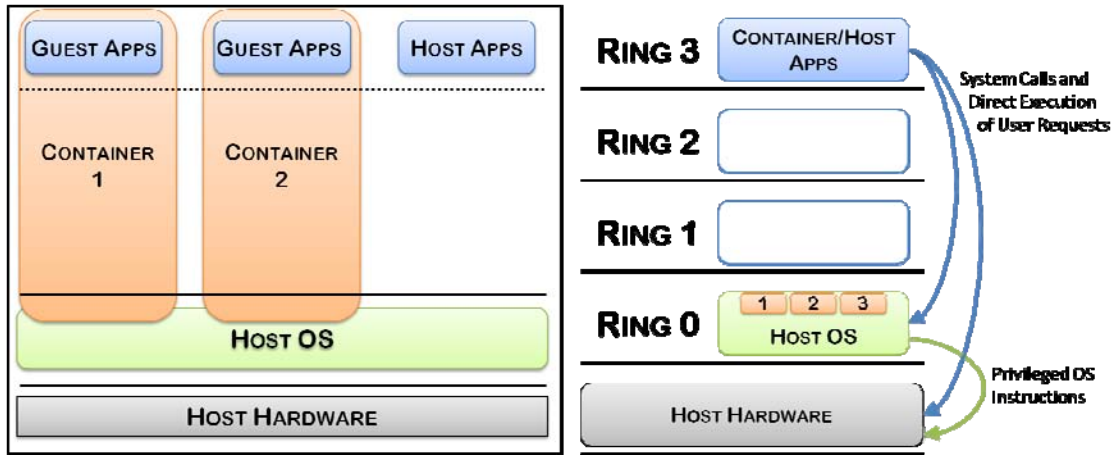 GUEST APPS
GUEST APPS
HOST APPS
CONTAINER
1
CONTAINER
2
HOST OS
HOST HARDWARE
RING 3
CONTAINER/HOST
APPS
System Calls and
Direct Execution
of User Requests
RING 2
RING 1
RING 0
1 2 3
HOST OS
Privileged OS
Instructions
HOST HARDWARE